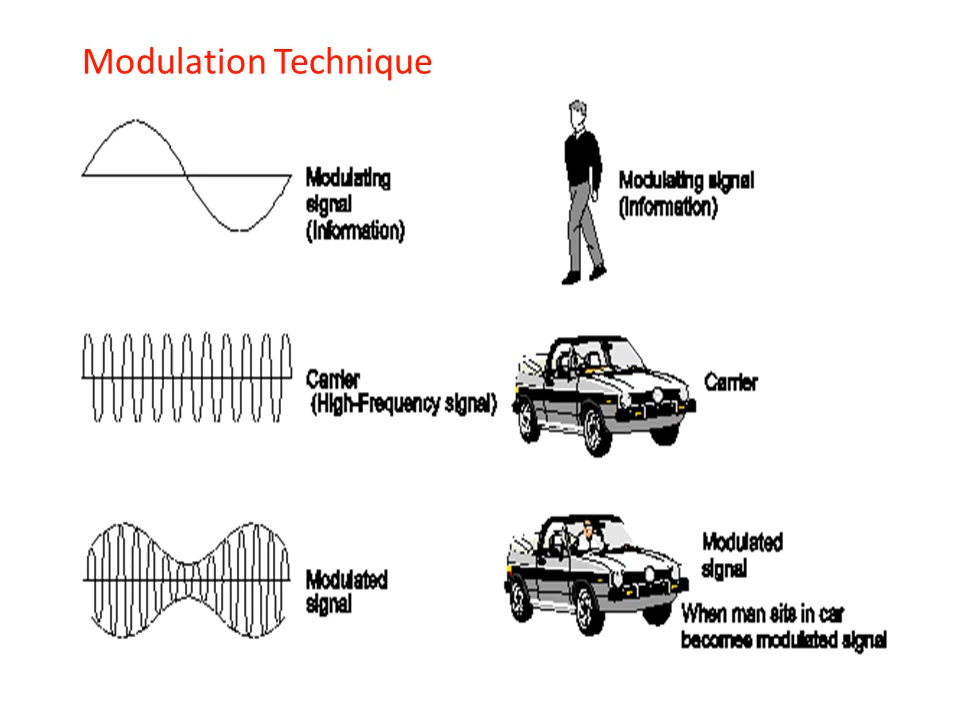 Modulation Technique
Modulating
signal
(Information)
Modulating signal
(Information)
Carrier
(High-Frequency signal)
Carrier
Modulated
signal
Modulated
signal
When man sits in car
becomes modulated signal